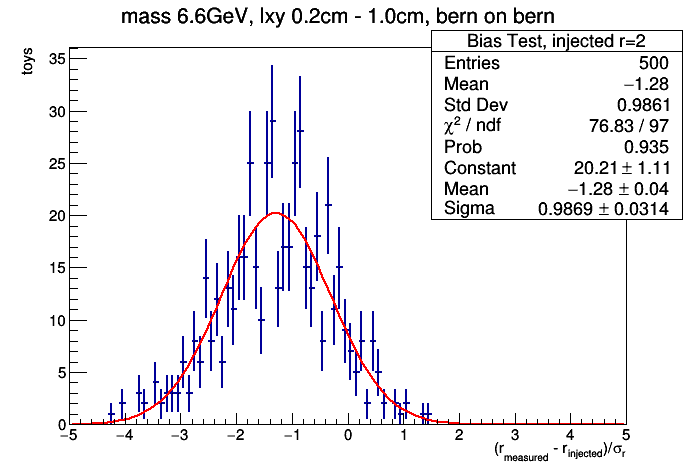 mass 6.6GeV, lxy 0.2cm - 1.0cm, bern on bern
Bias Test, injected r=2
Entries 500
Mean −1.28
Std Dev 0.9861
χ² / ndf 76.83 / 97
Prob 0.935
Constant 20.21 ± 1.11
Mean −1.28 ± 0.04
Sigma 0.9869 ± 0.0314
toys
35
30
25
20
15
10
5
0
−5 −4 −3 −2 −1 0 1 2 3 4 5
(r_measured - r_injected)/σ_r